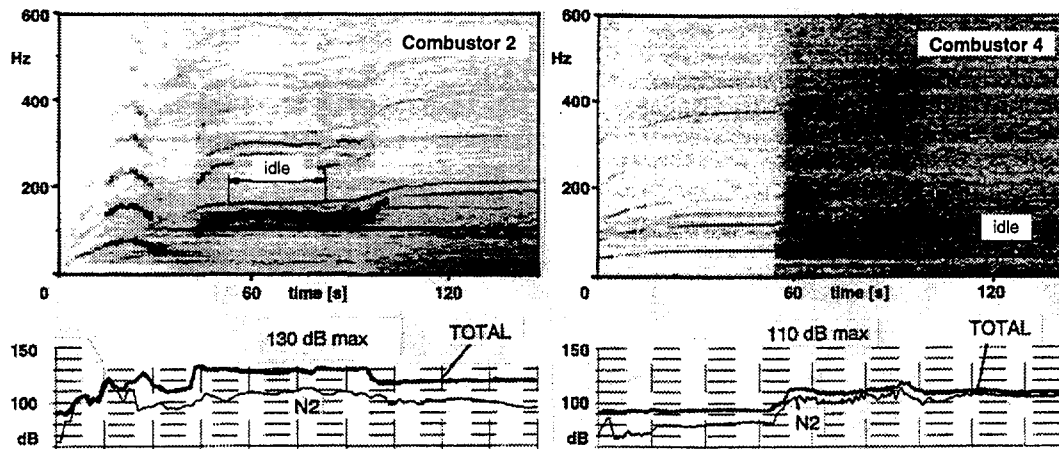 600
Hz
Combustor 2
400
idle
200
0
0
60
time [s]
120
600
Hz
Combustor 4
400
200
idle
0
0
60
time [s]
120
150
130 dB max
TOTAL
100
N2
dB
150
110 dB max
TOTAL
100
N2
dB